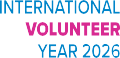 INTERNATIONAL
VOLUNTEER
YEAR 2026